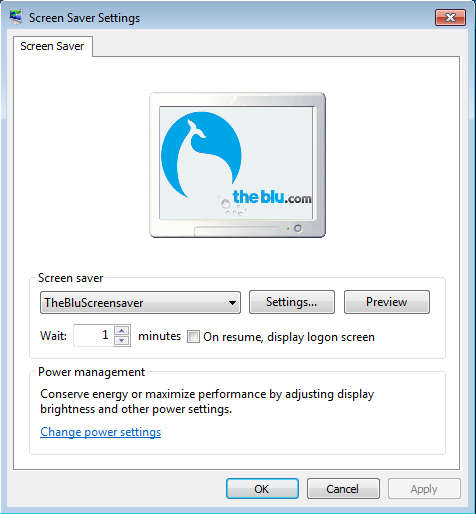 Screen Saver Settings
Screen Saver
the blu.com
Screen saver
TheBluScreensaver Settings... Preview
Wait: 1 minutes On resume, display logon screen
Power management
Conserve energy or maximize performance by adjusting display
brightness and other power settings.
Change power settings
OK Cancel Apply